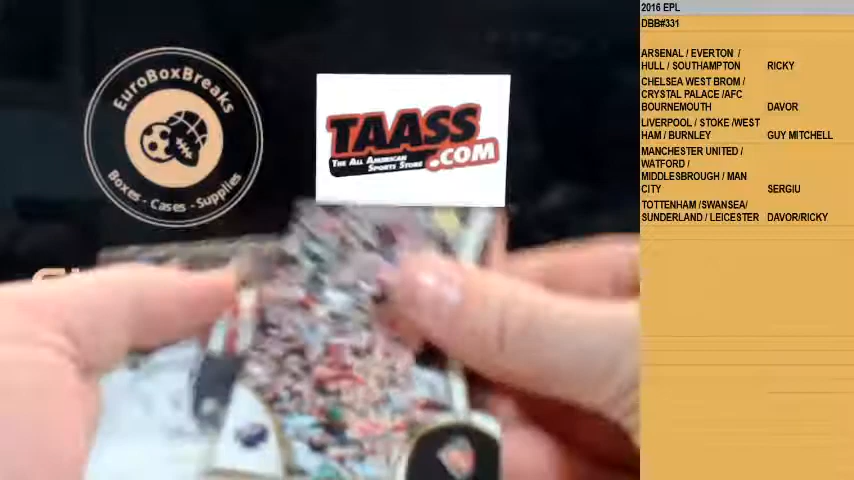 EuroBoxBreaks
Boxes - Cases - Supplies
TAASS
THE ALL AMERICAN
SPORTS STORE
.COM
2016 EPL
DBB#331
ARSENAL / EVERTON /
HULL / SOUTHAMPTON RICKY
CHELSEA WEST BROM /
CRYSTAL PALACE /AFC
BOURNEMOUTH DAVOR
LIVERPOOL / STOKE /WEST
HAM / BURNLEY GUY MITCHELL
MANCHESTER UNITED /
WATFORD /
MIDDLESBROUGH / MAN
CITY SERGIU
TOTTENHAM /SWANSEA/
SUNDERLAND / LEICESTER DAVOR/RICKY